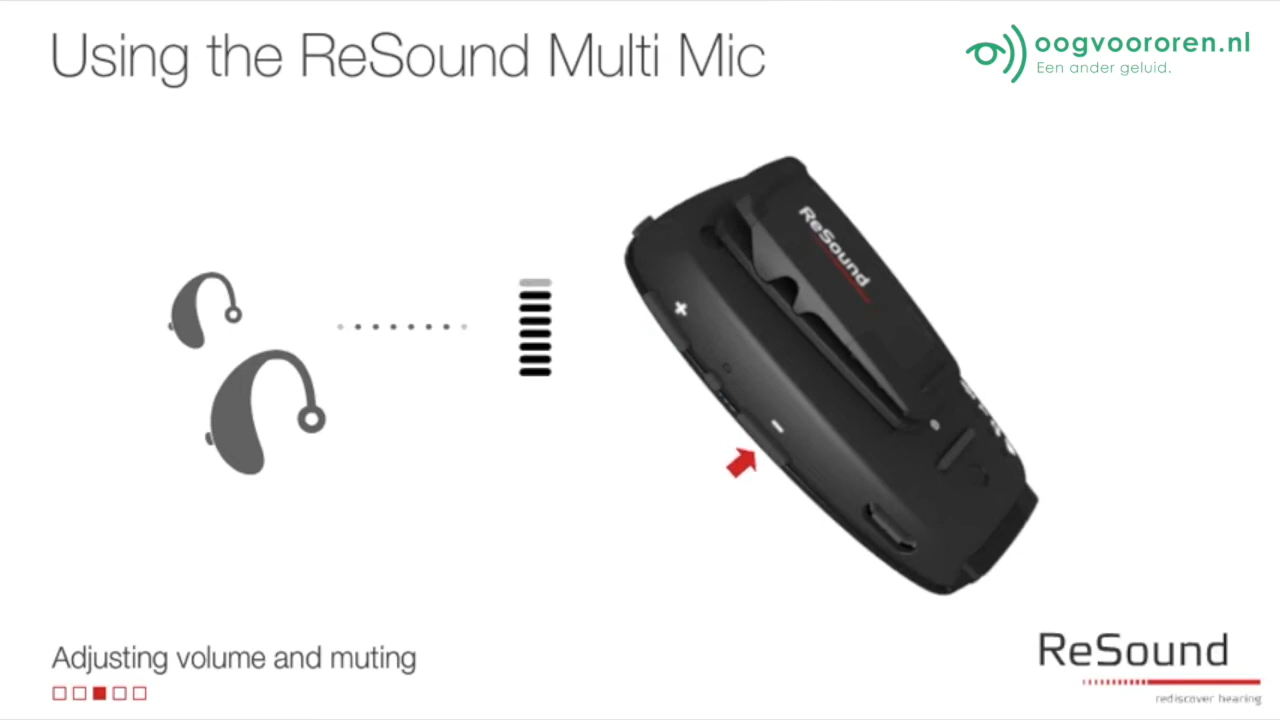 Using the ReSound Multi Mic
oogvoororen.nl
Een ander geluid.
ReSound
+
-
Adjusting volume and muting
ReSound
rediscover hearing